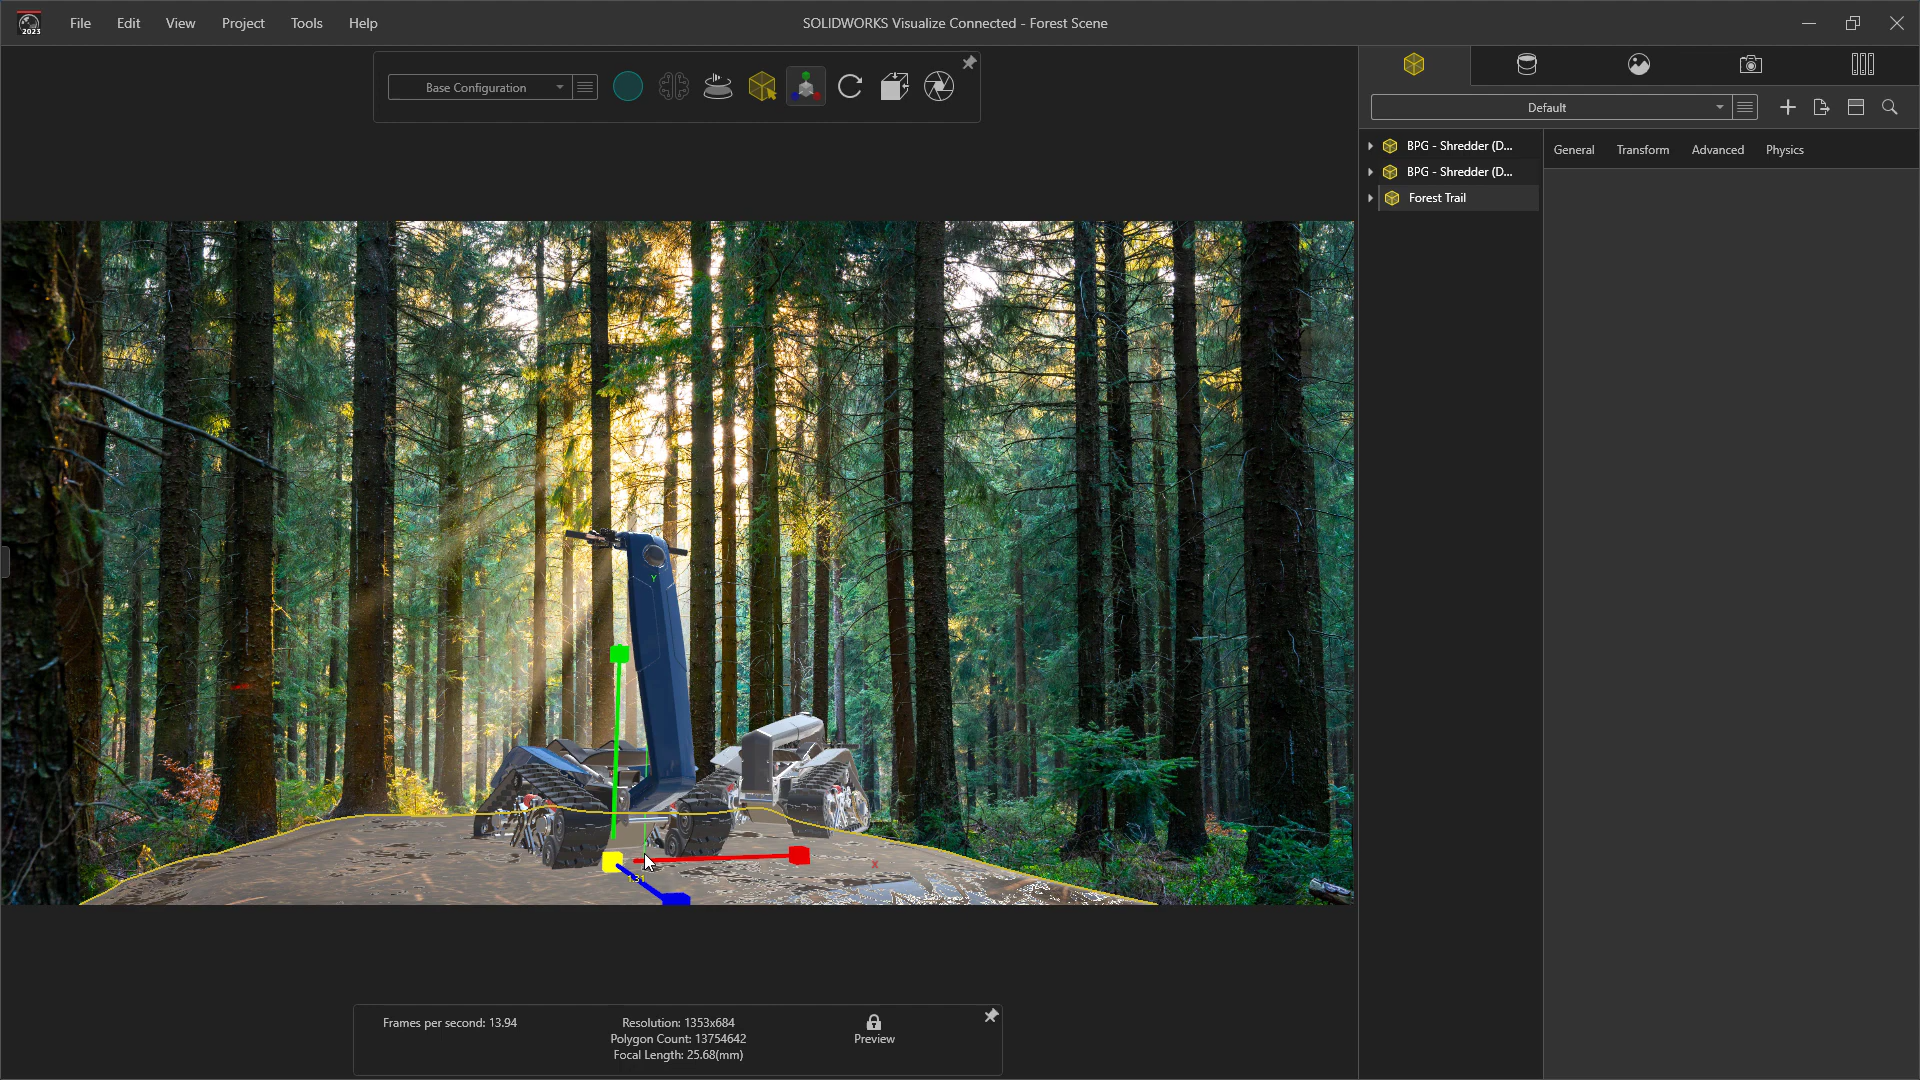 2023
File Edit View Project Tools Help
SOLIDWORKS Visualize Connected - Forest Scene
Base Configuration
Default
BPG - Shredder (D...
BPG - Shredder (D...
Forest Trail
General Transform Advanced Physics
Y
X
1.31
Frames per second: 13.94
Resolution: 1353x684
Polygon Count: 13754642
Focal Length: 25.68(mm)
Preview